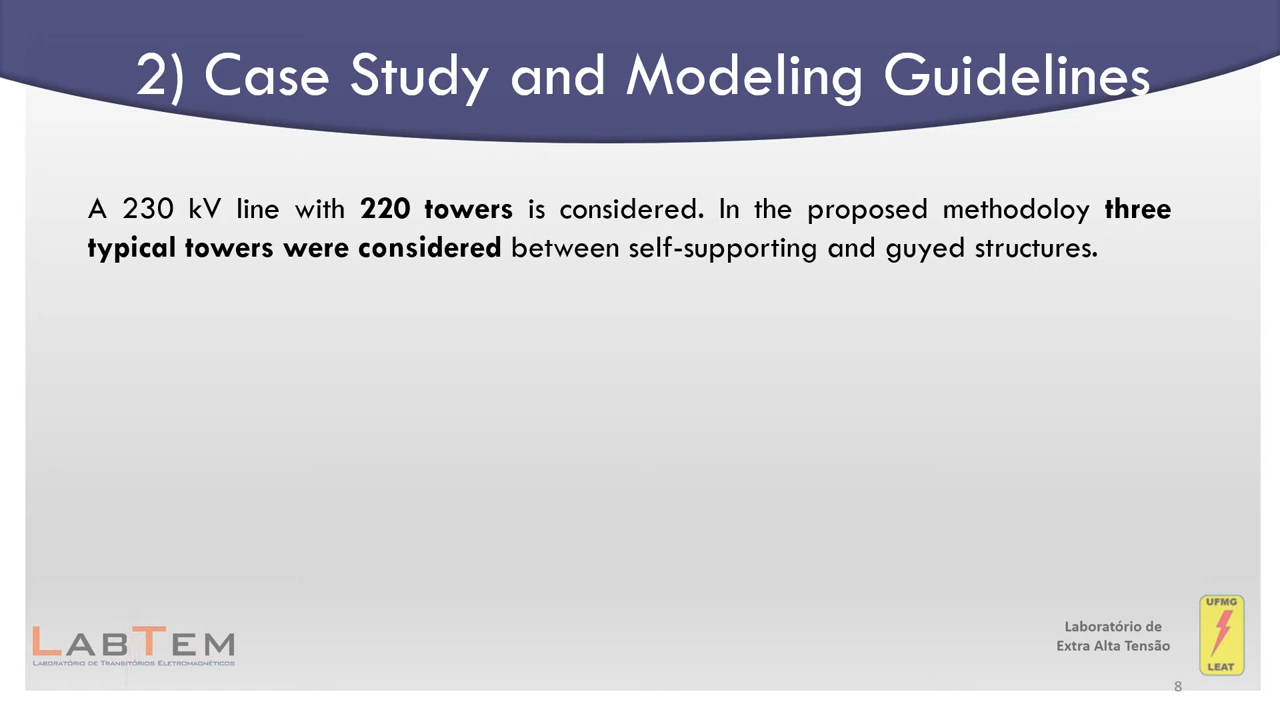 2) Case Study and Modeling Guidelines
A 230 kV line with 220 towers is considered. In the proposed methodoloy three
typical towers were considered between self-supporting and guyed structures.
LABTEM
LABORATÓRIO DE TRANSITÓRIOS ELETROMAGNÉTICOS
Laboratório de
Extra Alta Tensão
UFMG
LEAT
8